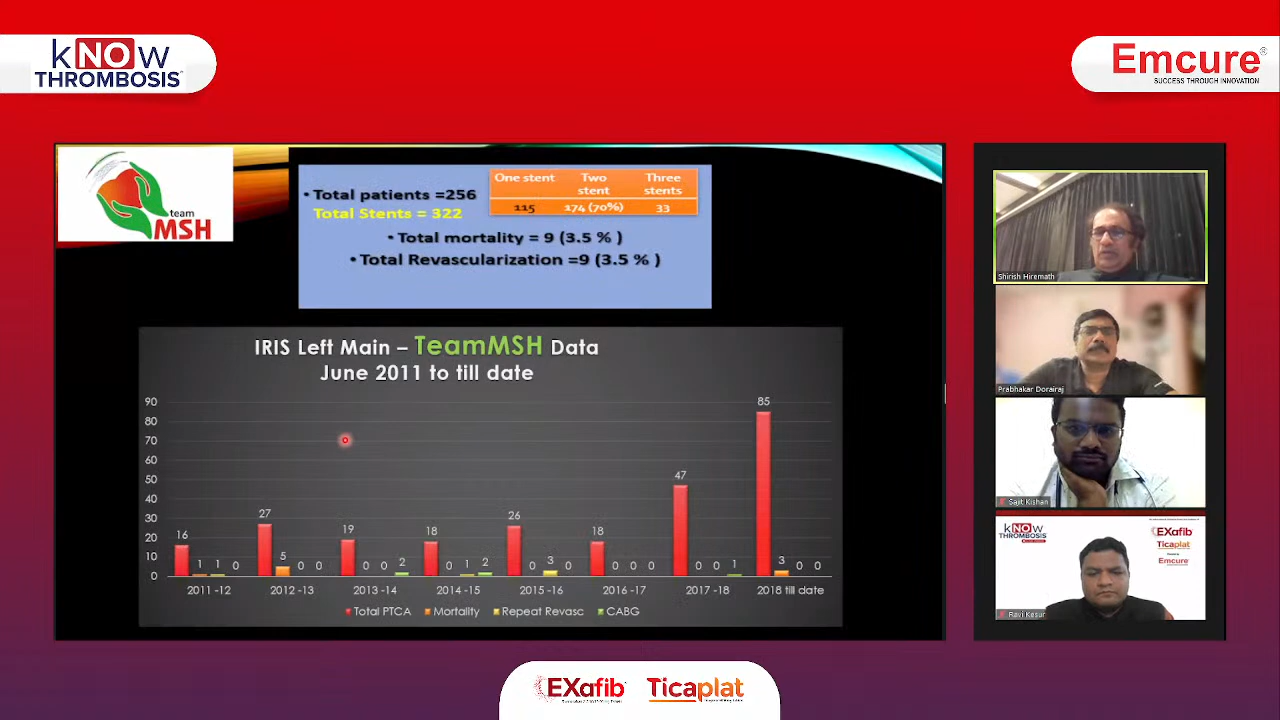 kNOw
THROMBOSIS
Emcure®
SUCCESS THROUGH INNOVATION
team
MSH
• Total patients =256
Total Stents = 322
One stent Two stent Three stents
115 174 (70%) 33
• Total mortality = 9 (3.5 % )
• Total Revascularization =9 (3.5 % )
IRIS Left Main – TeamMSH Data
June 2011 to till date
90
80
70
60
50
40
30
20
10
0
16 1 1 0
27 5 0 0
19 0 0 2
18 0 2
26 0 3 0
18 0 0 0
47 0 0 1
85 3 0 0
2011 -12 2012 -13 2013 -14 2014 -15 2015 -16 2016 -17 2017 -18 2018 till date
Total PTCA Mortality Repeat Revasc CABG
Shirish Hiremath
Prabhakar Dorairaj
Sajit Kishan
kNOw
THROMBOSIS
EXafib
Ticaplat
Emcure
Ravi Kesur
EXafib Ticaplat